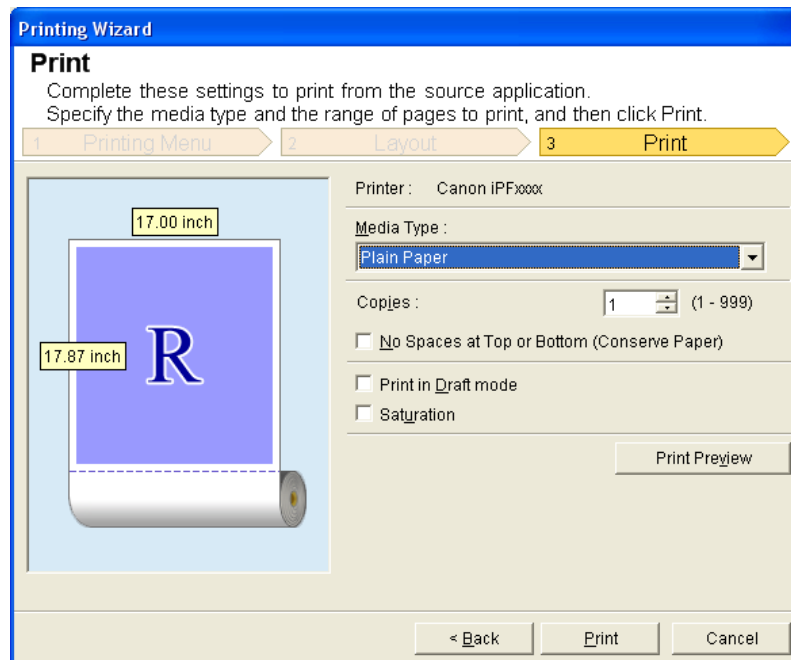 Printing Wizard
Print
Complete these settings to print from the source application.
Specify the media type and the range of pages to print, and then click Print.
1 Printing Menu 2 Layout 3 Print
Printer : Canon iPFxxxx
17.00 inch
Media Type :
Plain Paper
Copies : 1 (1 - 999)
No Spaces at Top or Bottom (Conserve Paper)
17.87 inch
R
Print in Draft mode
Saturation
Print Preview
< Back Print Cancel